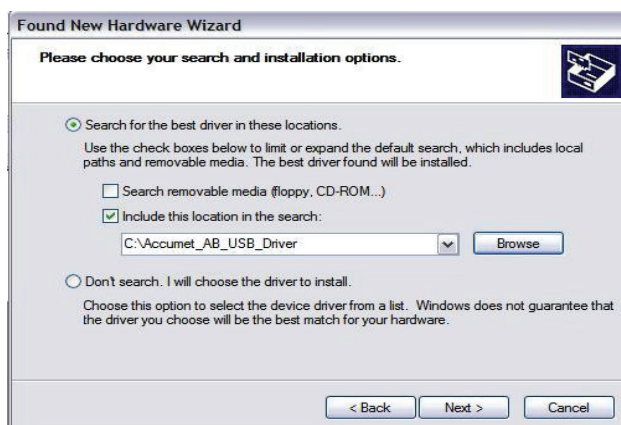 Found New Hardware Wizard
Please choose your search and installation options.
Search for the best driver in these locations.
Use the check boxes below to limit or expand the default search, which includes local
paths and removable media. The best driver found will be installed.
Search removable media (floppy, CD-ROM...)
Include this location in the search:
C:\Accumet_AB_USB_Driver
Browse
Don't search. I will choose the driver to install.
Choose this option to select the device driver from a list. Windows does not guarantee that
the driver you choose will be the best match for your hardware.
< Back Next > Cancel